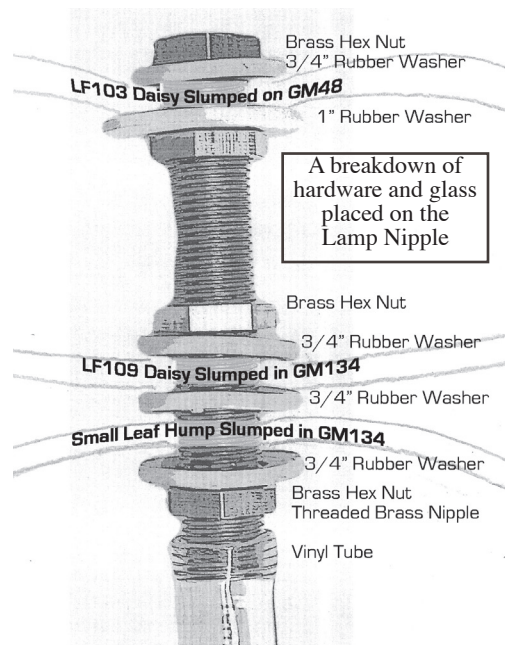 Brass Hex Nut
3/4" Rubber Washer
LF103 Daisy Slumped on GM48
1" Rubber Washer
A breakdown of
hardware and glass
placed on the
Lamp Nipple
Brass Hex Nut
3/4" Rubber Washer
LF109 Daisy Slumped in GM134
3/4" Rubber Washer
Small Leaf Hump Slumped in GM134
3/4" Rubber Washer
Brass Hex Nut
Threaded Brass Nipple
Vinyl Tube